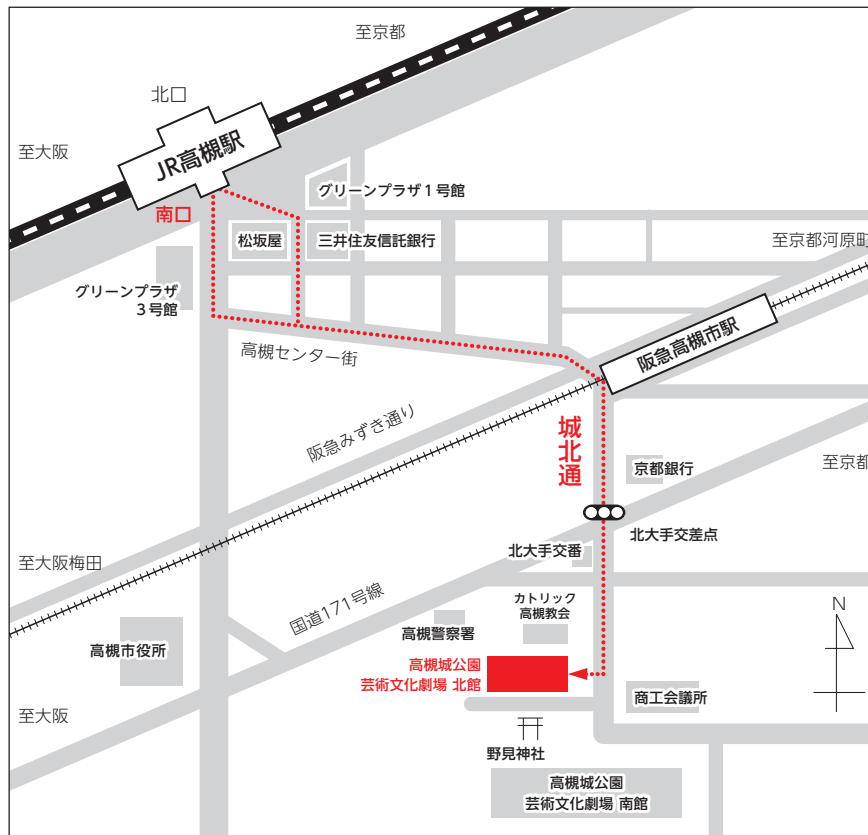 至京都
北口
至大阪
JR高槻駅
グリーンプラザ1号館
南口
松坂屋
三井住友信託銀行
至京都河原町
グリーンプラザ
3号館
阪急高槻市駅
高槻センター街
阪急みずき通り
城北通
京都銀行
至京都
北大手交差点
至大阪梅田
北大手交番
国道171号線
カトリック
高槻教会
高槻警察署
N
高槻市役所
高槻城公園
芸術文化劇場 北館
商工会議所
至大阪
野見神社
高槻城公園
芸術文化劇場 南館